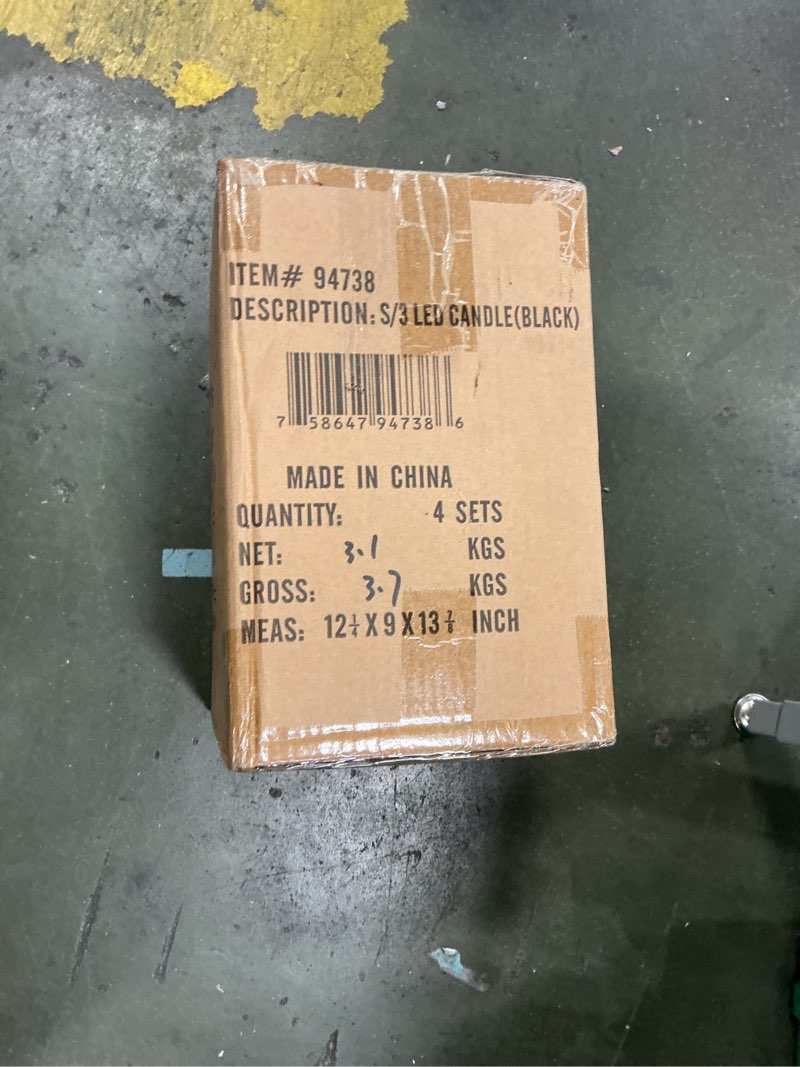 ITEM# 94738
DESCRIPTION: S/3 LED CANDLE(BLACK)
7 58647 94738 6
MADE IN CHINA
QUANTITY: 4 SETS
NET: 3.1 KGS
GROSS: 3.7 KGS
MEAS: 12¼ X 9 X 13⅞ INCH